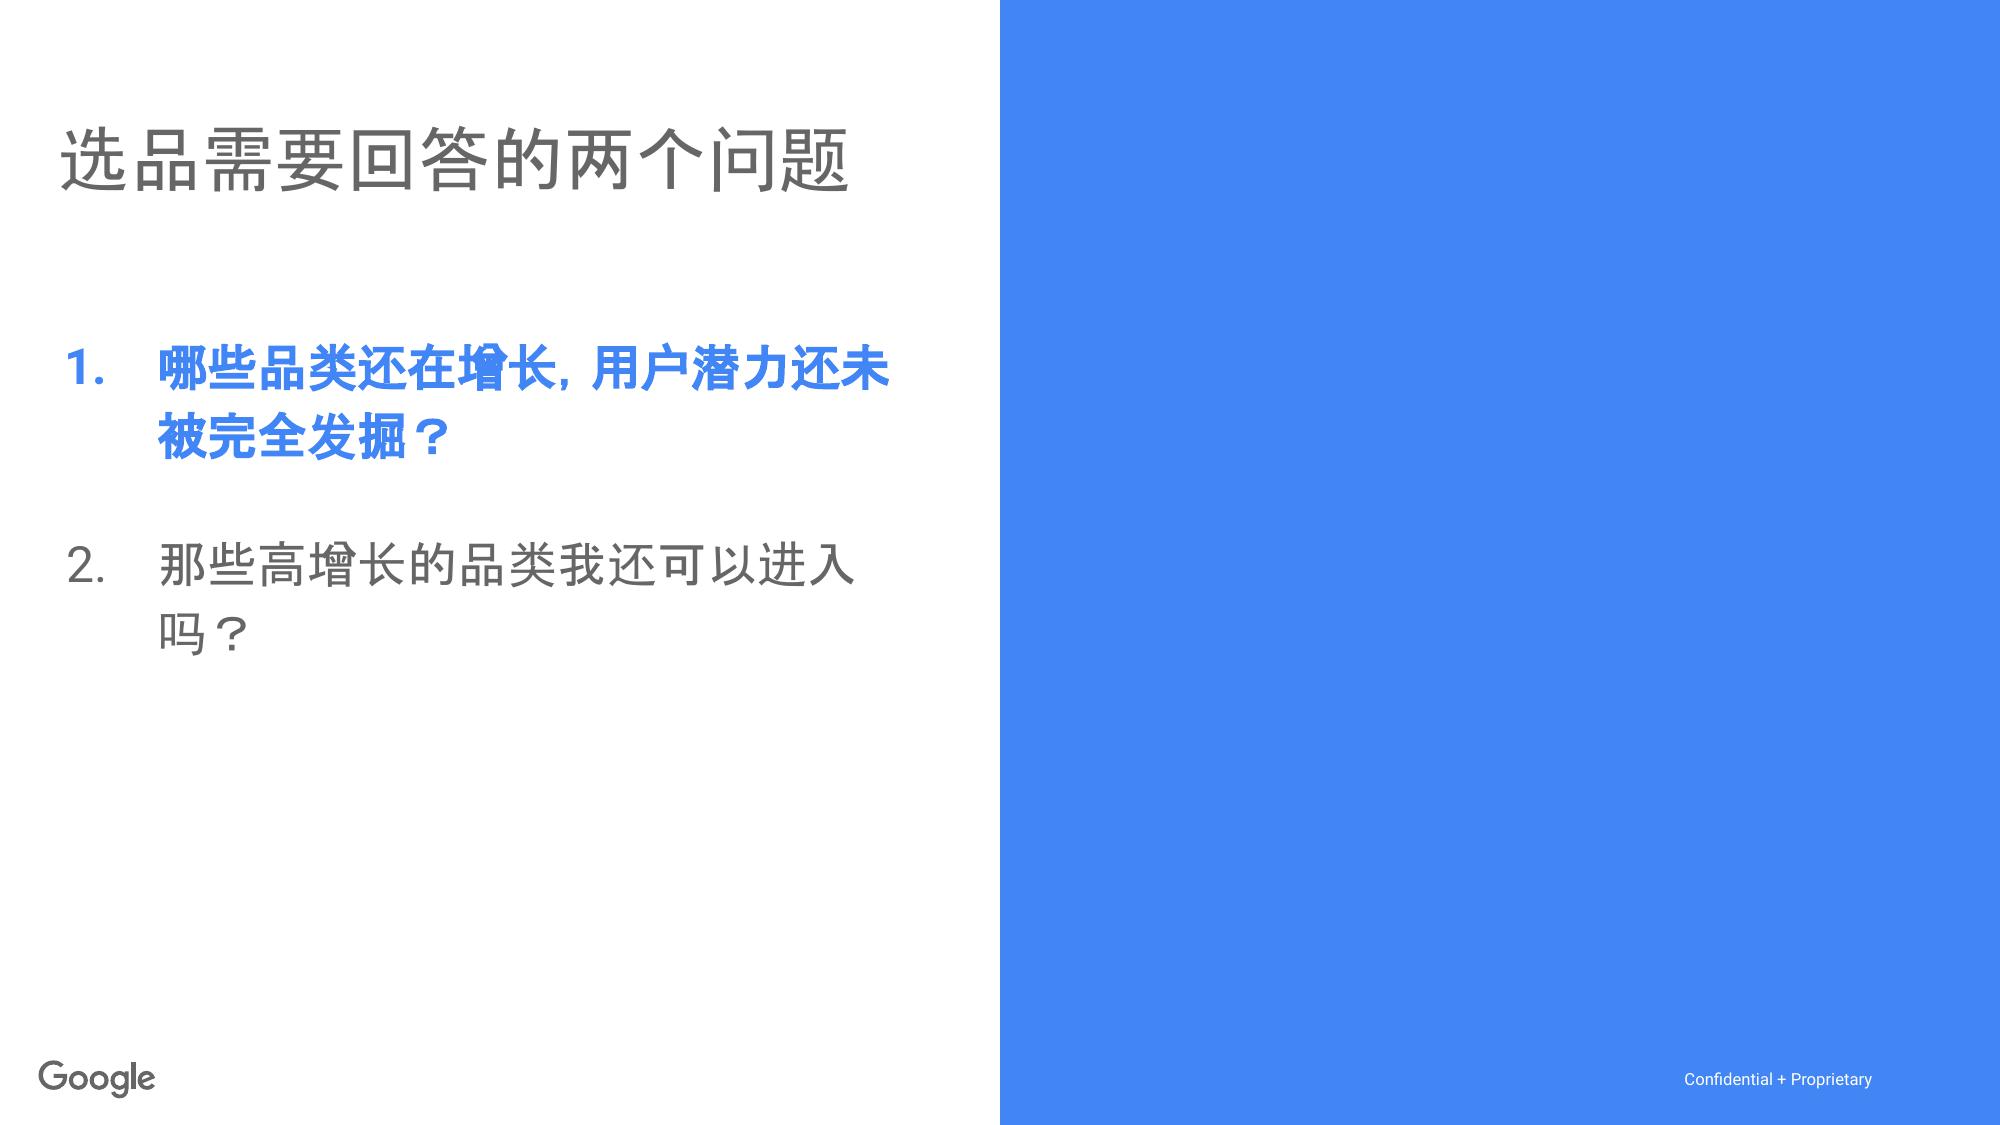 选品需要回答的两个问题
1. 哪些品类还在增长，用户潜力还未
被完全发掘？
2. 那些高增长的品类我还可以进入
吗？
Google
Confidential + Proprietary